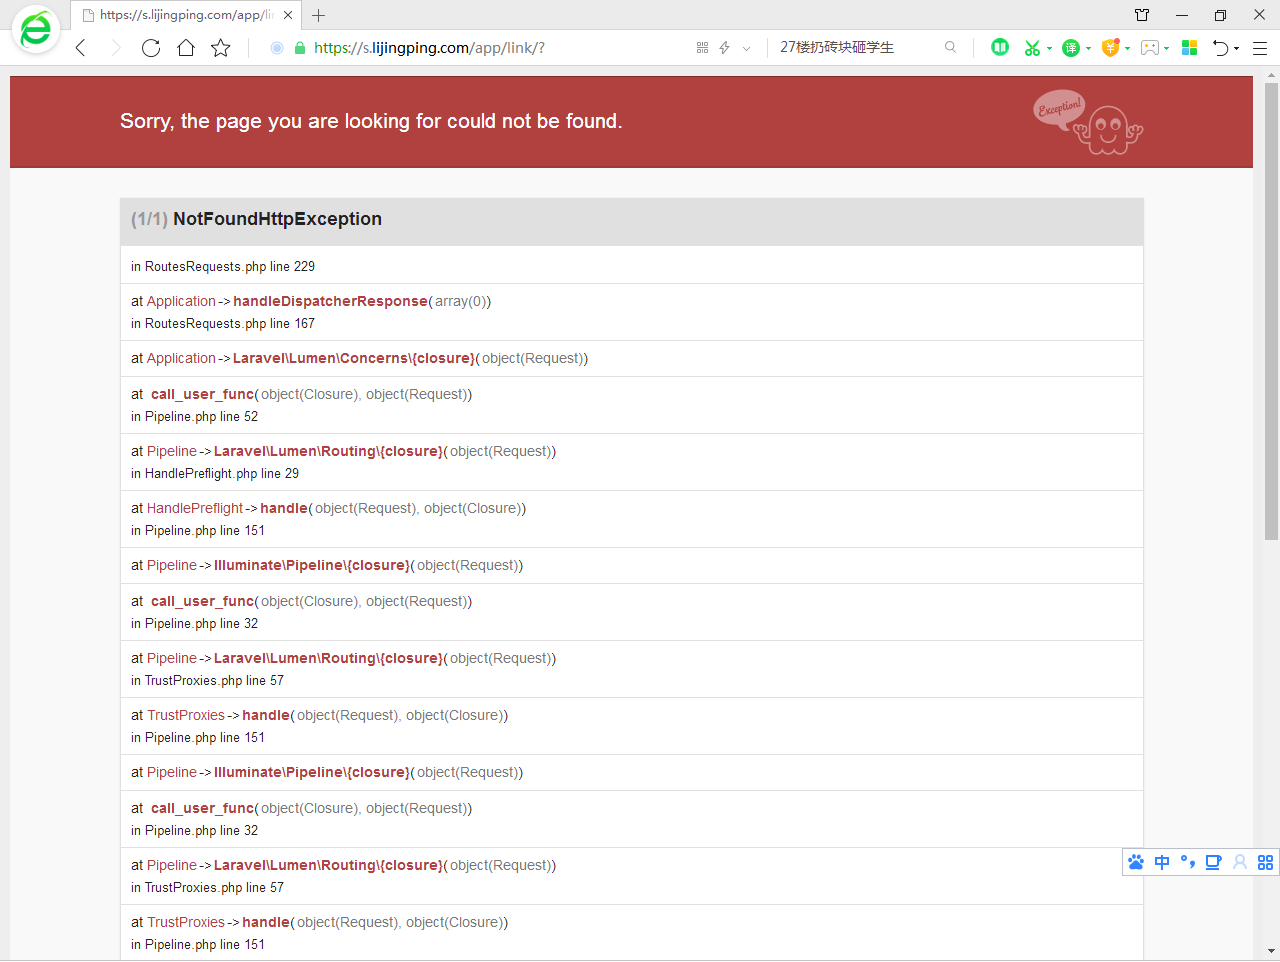 https://s.lijingping.com/app/li
https://s.lijingping.com/app/link/?
27楼扔砖块砸学生
译
Sorry, the page you are looking for could not be found.
Exception!
(1/1) NotFoundHttpException
in RoutesRequests.php line 229
at Application->handleDispatcherResponse(array(0))
in RoutesRequests.php line 167
at Application->Laravel\Lumen\Concerns\{closure}(object(Request))
at call_user_func(object(Closure), object(Request))
in Pipeline.php line 52
at Pipeline->Laravel\Lumen\Routing\{closure}(object(Request))
in HandlePreflight.php line 29
at HandlePreflight->handle(object(Request), object(Closure))
in Pipeline.php line 151
at Pipeline->Illuminate\Pipeline\{closure}(object(Request))
at call_user_func(object(Closure), object(Request))
in Pipeline.php line 32
at Pipeline->Laravel\Lumen\Routing\{closure}(object(Request))
in TrustProxies.php line 57
at TrustProxies->handle(object(Request), object(Closure))
in Pipeline.php line 151
at Pipeline->Illuminate\Pipeline\{closure}(object(Request))
at call_user_func(object(Closure), object(Request))
in Pipeline.php line 32
at Pipeline->Laravel\Lumen\Routing\{closure}(object(Request))
in TrustProxies.php line 57
at TrustProxies->handle(object(Request), object(Closure))
in Pipeline.php line 151
中